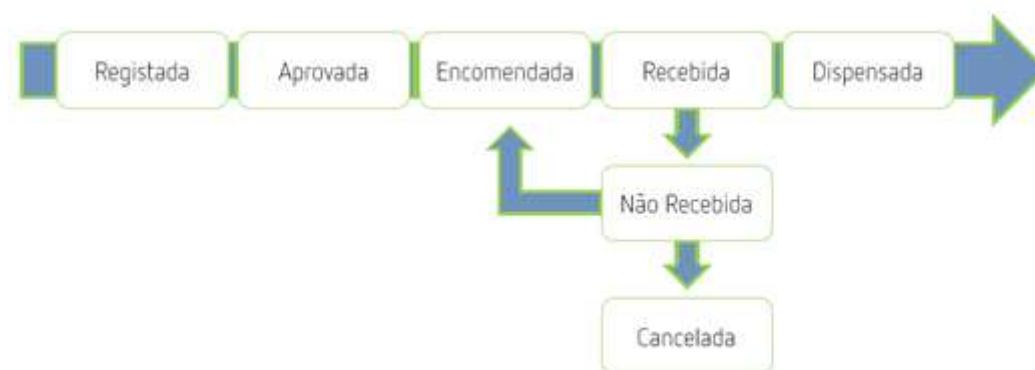 Registada
Aprovada
Encomendada
Recebida
Dispensada
Não Recebida
Cancelada